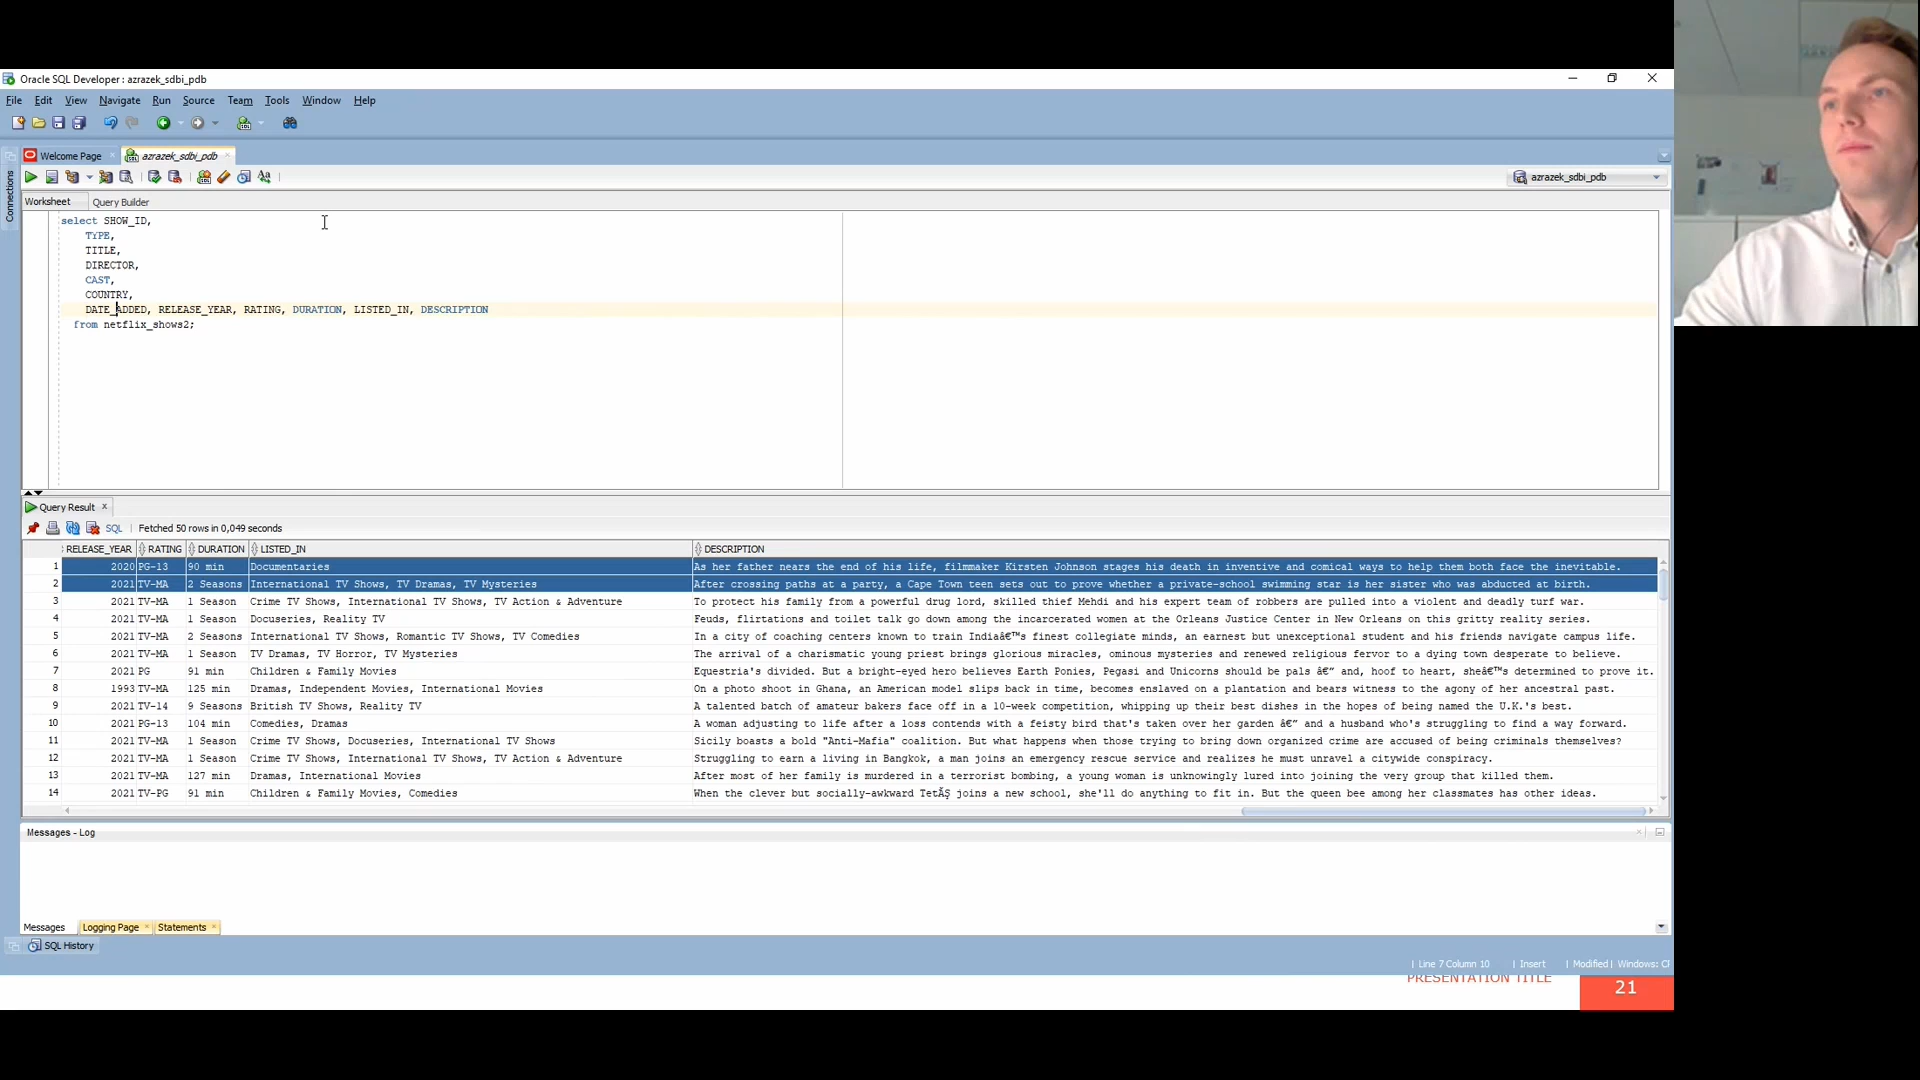 Oracle SQL Developer : azrazek_sdbi_pdb
File Edit View Navigate Run Source Team Tools Window Help
Welcome Page azrazek_sdbi_pdb
azrazek_sdbi_pdb
Connections
Worksheet Query Builder
select SHOW_ID,
TYPE,
TITLE,
DIRECTOR,
CAST,
COUNTRY,
DATE_ADDED, RELEASE_YEAR, RATING, DURATION, LISTED_IN, DESCRIPTION
from netflix_shows2;
Query Result
SQL Fetched 50 rows in 0,049 seconds
RELEASE_YEAR RATING DURATION LISTED_IN DESCRIPTION
1 2020 PG-13 90 min Documentaries As her father nears the end of his life, filmmaker Kirsten Johnson stages his death in inventive and comical ways to help them both face the inevitable.
2 2021 TV-MA 2 Seasons International TV Shows, TV Dramas, TV Mysteries After crossing paths at a party, a Cape Town teen sets out to prove whether a private-school swimming star is her sister who was abducted at birth.
3 2021 TV-MA 1 Season Crime TV Shows, International TV Shows, TV Action & Adventure To protect his family from a powerful drug lord, skilled thief Mehdi and his expert team of robbers are pulled into a violent and deadly turf war.
4 2021 TV-MA 1 Season Docuseries, Reality TV Feuds, flirtations and toilet talk go down among the incarcerated women at the Orleans Justice Center in New Orleans on this gritty reality series.
5 2021 TV-MA 2 Seasons International TV Shows, Romantic TV Shows, TV Comedies In a city of coaching centers known to train Indiaâ€™s finest collegiate minds, an earnest but unexceptional student and his friends navigate campus life.
6 2021 TV-MA 1 Season TV Dramas, TV Horror, TV Mysteries The arrival of a charismatic young priest brings glorious miracles, ominous mysteries and renewed religious fervor to a dying town desperate to believe.
7 2021 PG 91 min Children & Family Movies Equestria's divided. But a bright-eyed hero believes Earth Ponies, Pegasi and Unicorns should be pals â€” and, hoof to heart, sheâ€™s determined to prove it.
8 1993 TV-MA 125 min Dramas, Independent Movies, International Movies On a photo shoot in Ghana, an American model slips back in time, becomes enslaved on a plantation and bears witness to the agony of her ancestral past.
9 2021 TV-14 9 Seasons British TV Shows, Reality TV A talented batch of amateur bakers face off in a 10-week competition, whipping up their best dishes in the hopes of being named the U.K.'s best.
10 2021 PG-13 104 min Comedies, Dramas A woman adjusting to life after a loss contends with a feisty bird that's taken over her garden â€” and a husband who's struggling to find a way forward.
11 2021 TV-MA 1 Season Crime TV Shows, Docuseries, International TV Shows Sicily boasts a bold "Anti-Mafia" coalition. But what happens when those trying to bring down organized crime are accused of being criminals themselves?
12 2021 TV-MA 1 Season Crime TV Shows, International TV Shows, TV Action & Adventure Struggling to earn a living in Bangkok, a man joins an emergency rescue service and realizes he must unravel a citywide conspiracy.
13 2021 TV-MA 127 min Dramas, International Movies After most of her family is murdered in a terrorist bombing, a young woman is unknowingly lured into joining the very group that killed them.
14 2021 TV-PG 91 min Children & Family Movies, Comedies When the clever but socially-awkward TetÃŞ joins a new school, she'll do anything to fit in. But the queen bee among her classmates has other ideas.
Messages - Log
Messages Logging Page Statements
SQL History
Line 7 Column 10 Insert Modified Windows: Cl
PRESENTATION TITLE
21